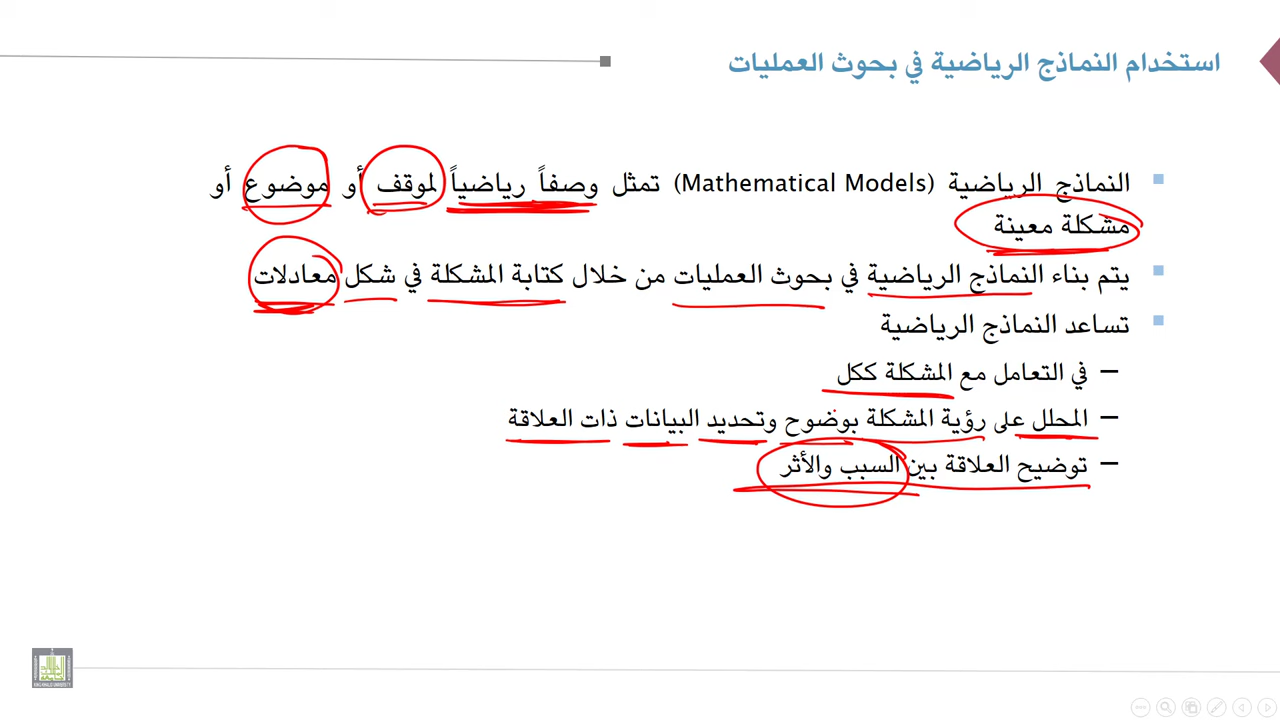 استخدام النماذج الرياضية في بحوث العمليات
النماذج الرياضية (Mathematical Models) تمثل وصفاً رياضياً لموقف أو موضوع أو
مشكلة معينة
يتم بناء النماذج الرياضية في بحوث العمليات من خلال كتابة المشكلة في شكل معادلات
تساعد النماذج الرياضية
– في التعامل مع المشكلة ككل
– المحلل على رؤية المشكلة بوضوح وتحديد البيانات ذات العلاقة
– توضيح العلاقة بين السبب والأثر